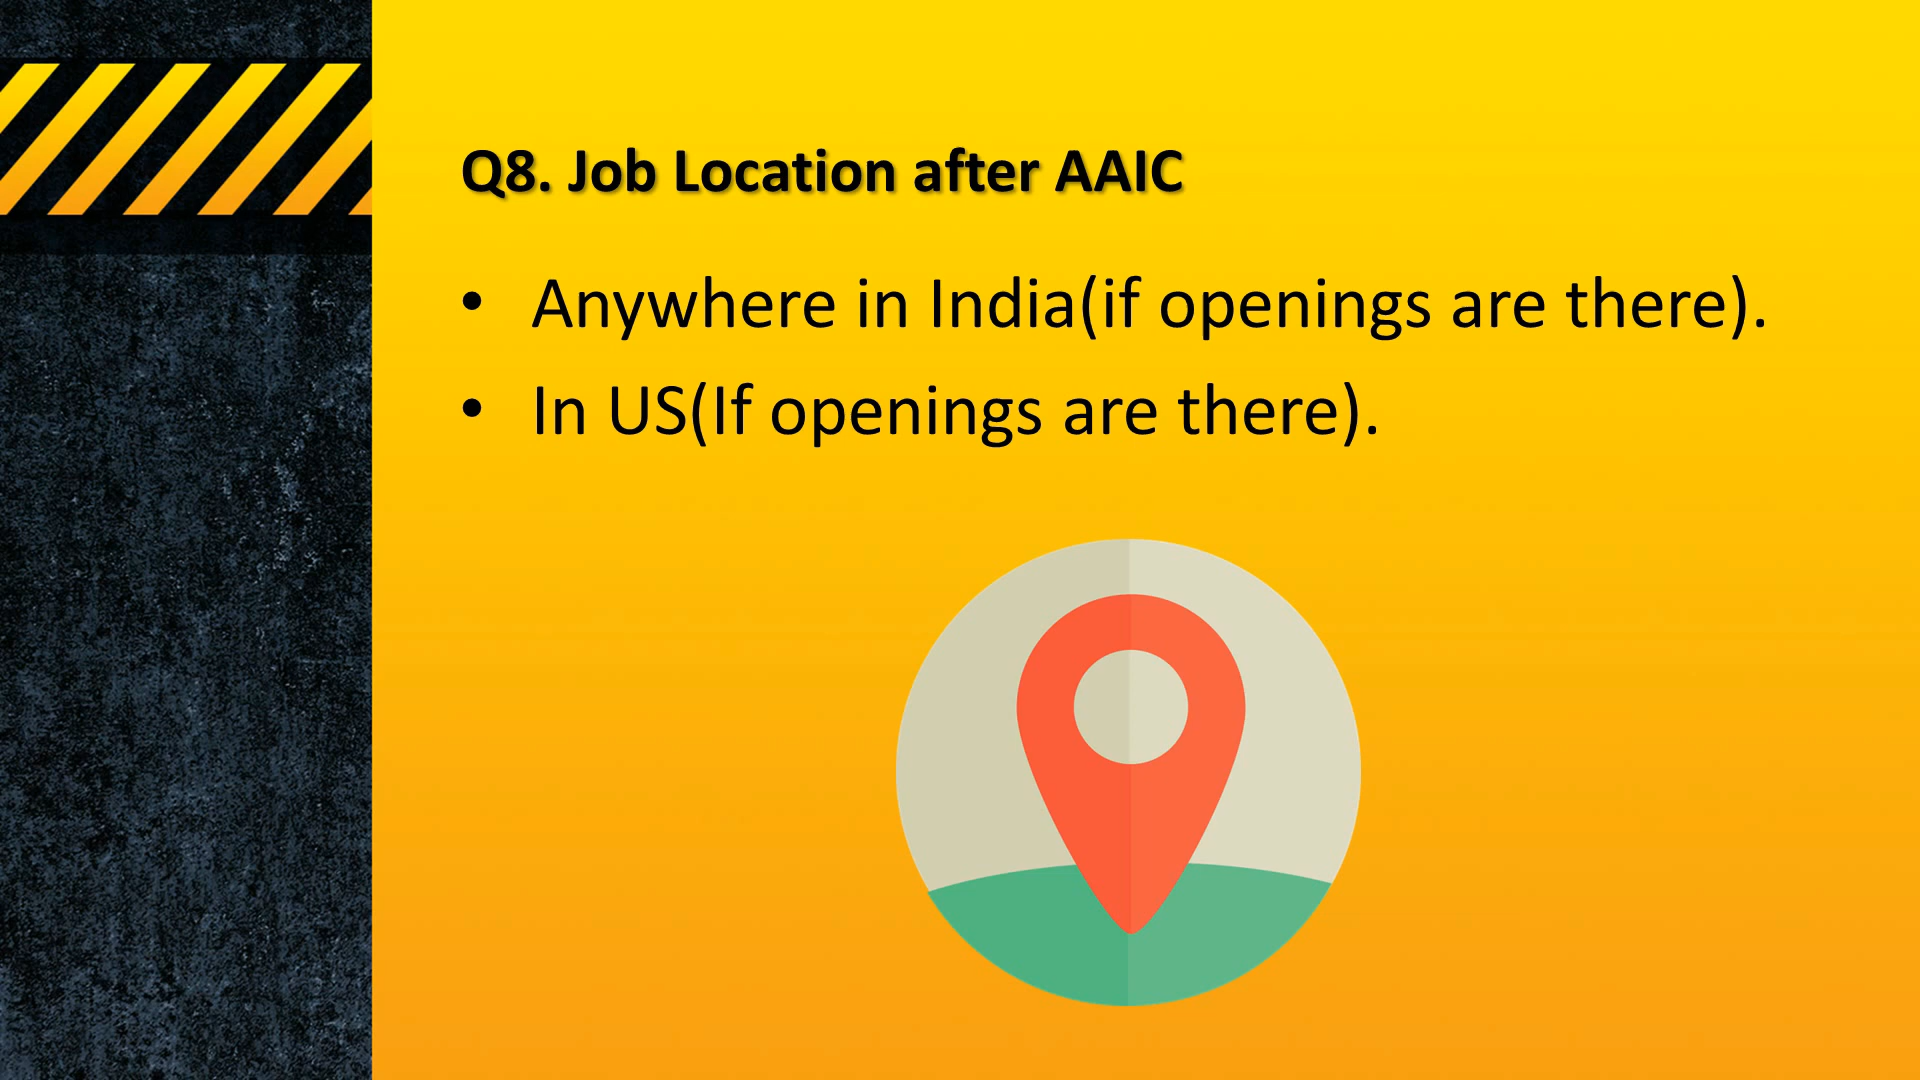 Q8. Job Location after AAIC
• Anywhere in India(if openings are there).
• In US(If openings are there).